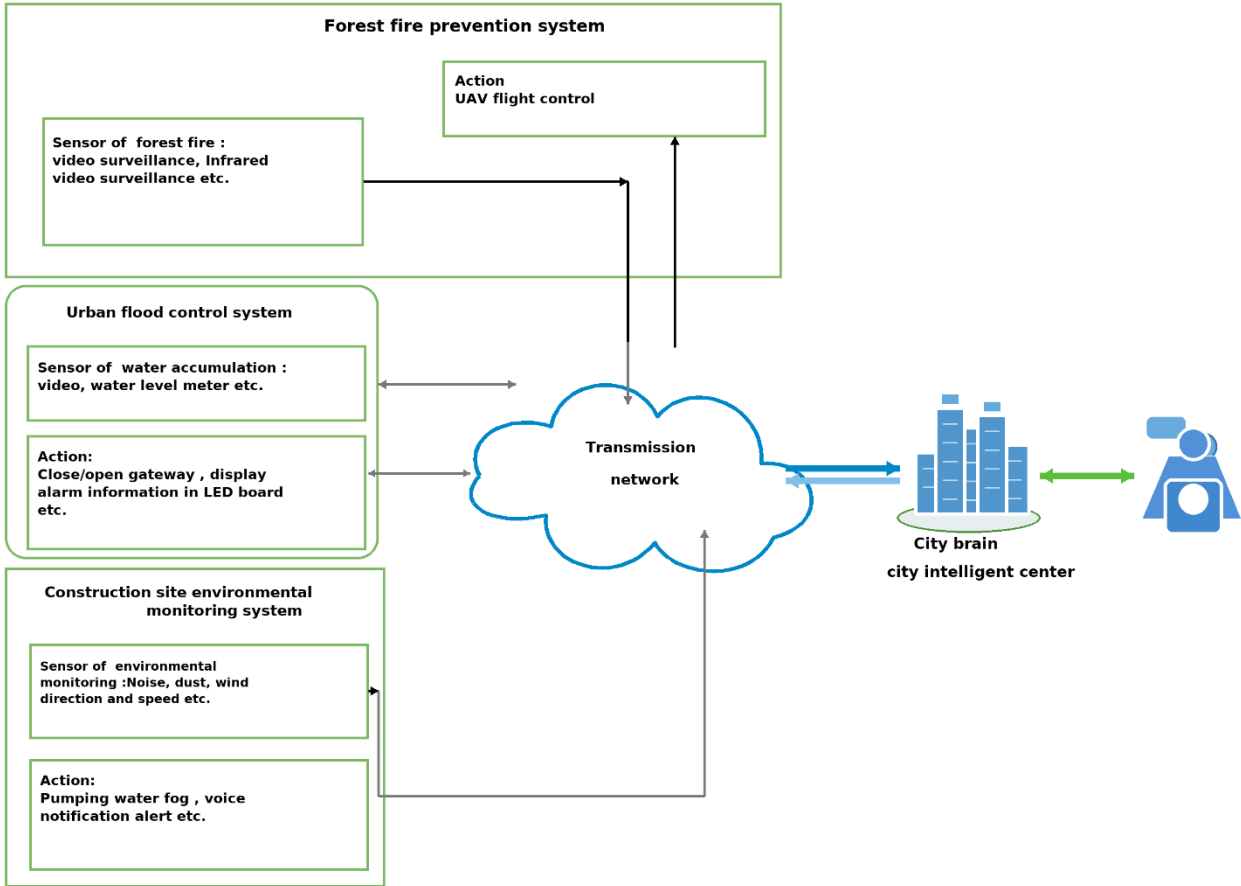 Forest fire prevention system
Action
UAV flight control
Sensor of  forest fire :
video surveillance, Infrared
video surveillance etc.
Urban flood control system
Sensor of  water accumulation :
video, water level meter etc.
Action:
Close/open gateway , display
alarm information in LED board
etc.
Transmission
network
City brain
city intelligent center
Construction site environmental
monitoring system
Sensor of  environmental
monitoring :Noise, dust, wind
direction and speed etc.
Action:
Pumping water fog , voice
notification alert etc.